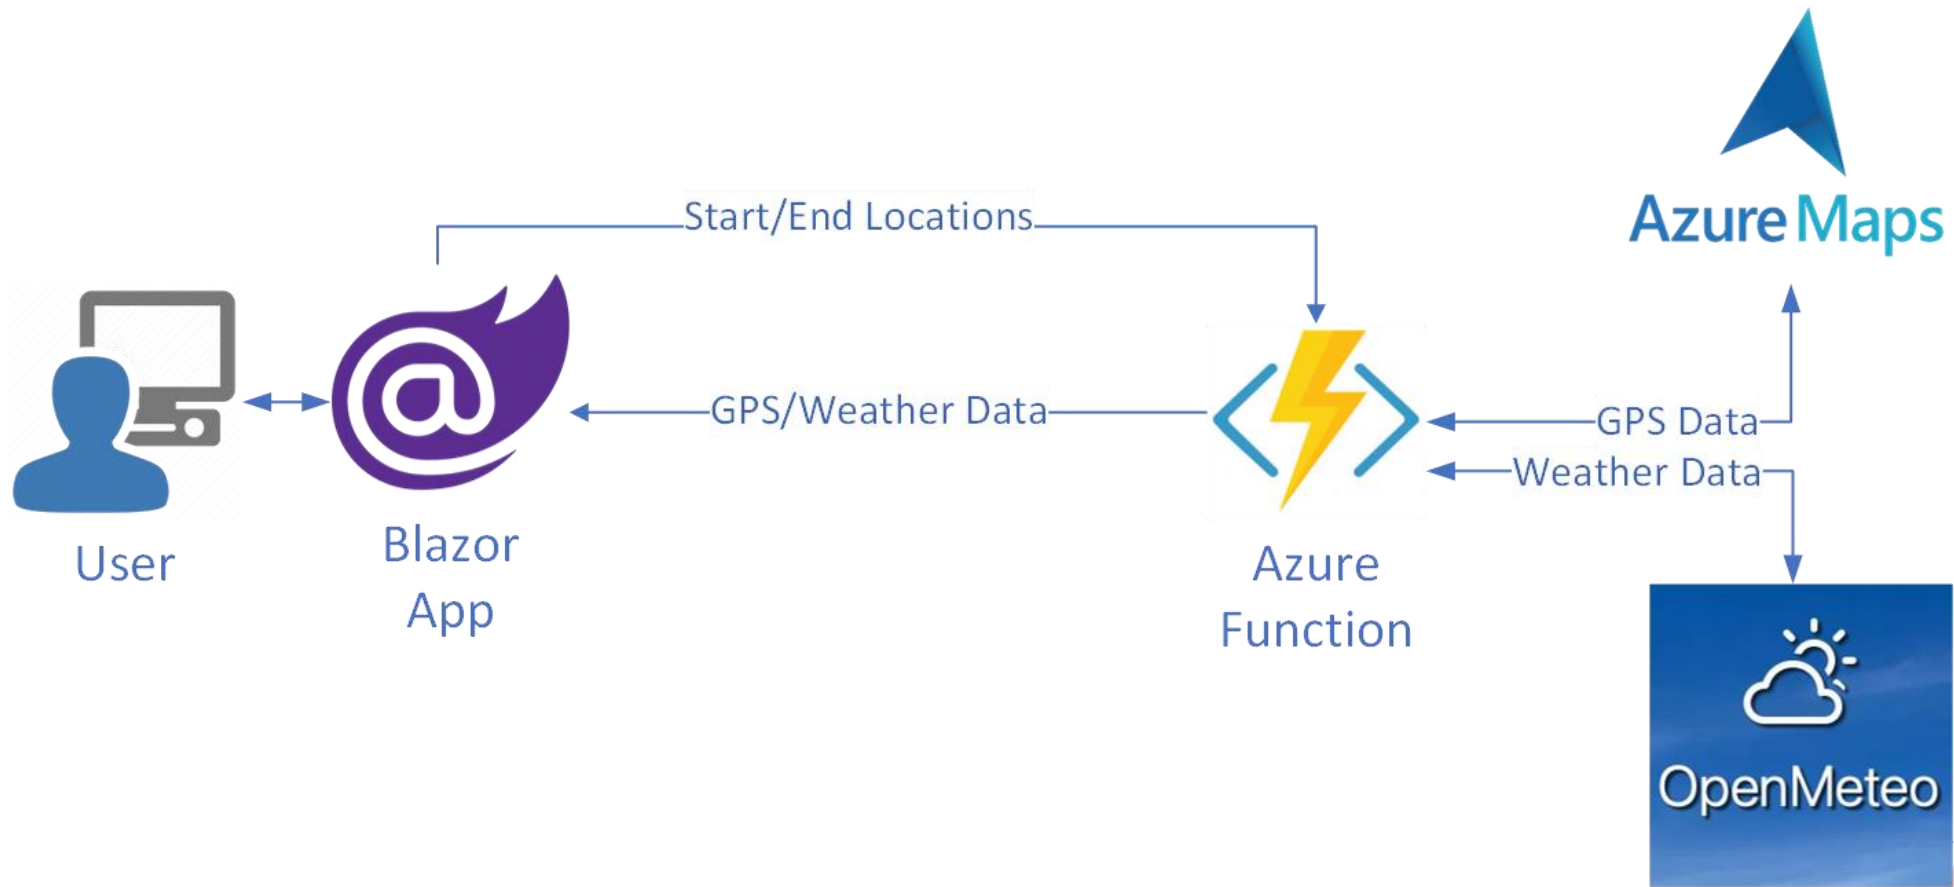 Azure Maps
Start/End Locations
GPS/Weather Data
GPS Data
Weather Data
User
Blazor
App
Azure
Function
OpenMeteo